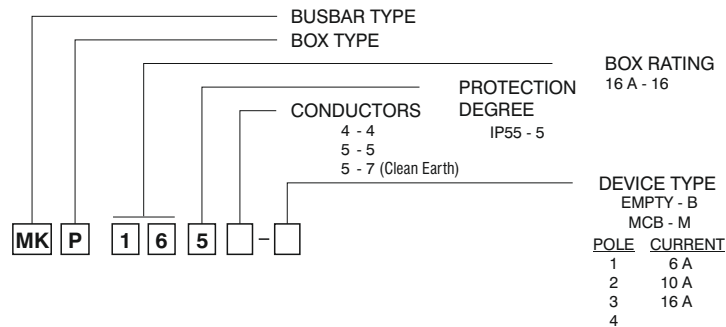 BUSBAR TYPE
BOX TYPE
BOX RATING
16 A - 16
PROTECTION
DEGREE
IP55 - 5
CONDUCTORS
4 - 4
5 - 5
5 - 7 (Clean Earth)
DEVICE TYPE
EMPTY - B
MCB - M
POLE CURRENT
1 6 A
2 10 A
3 16 A
4
MK P 1 6 5 -